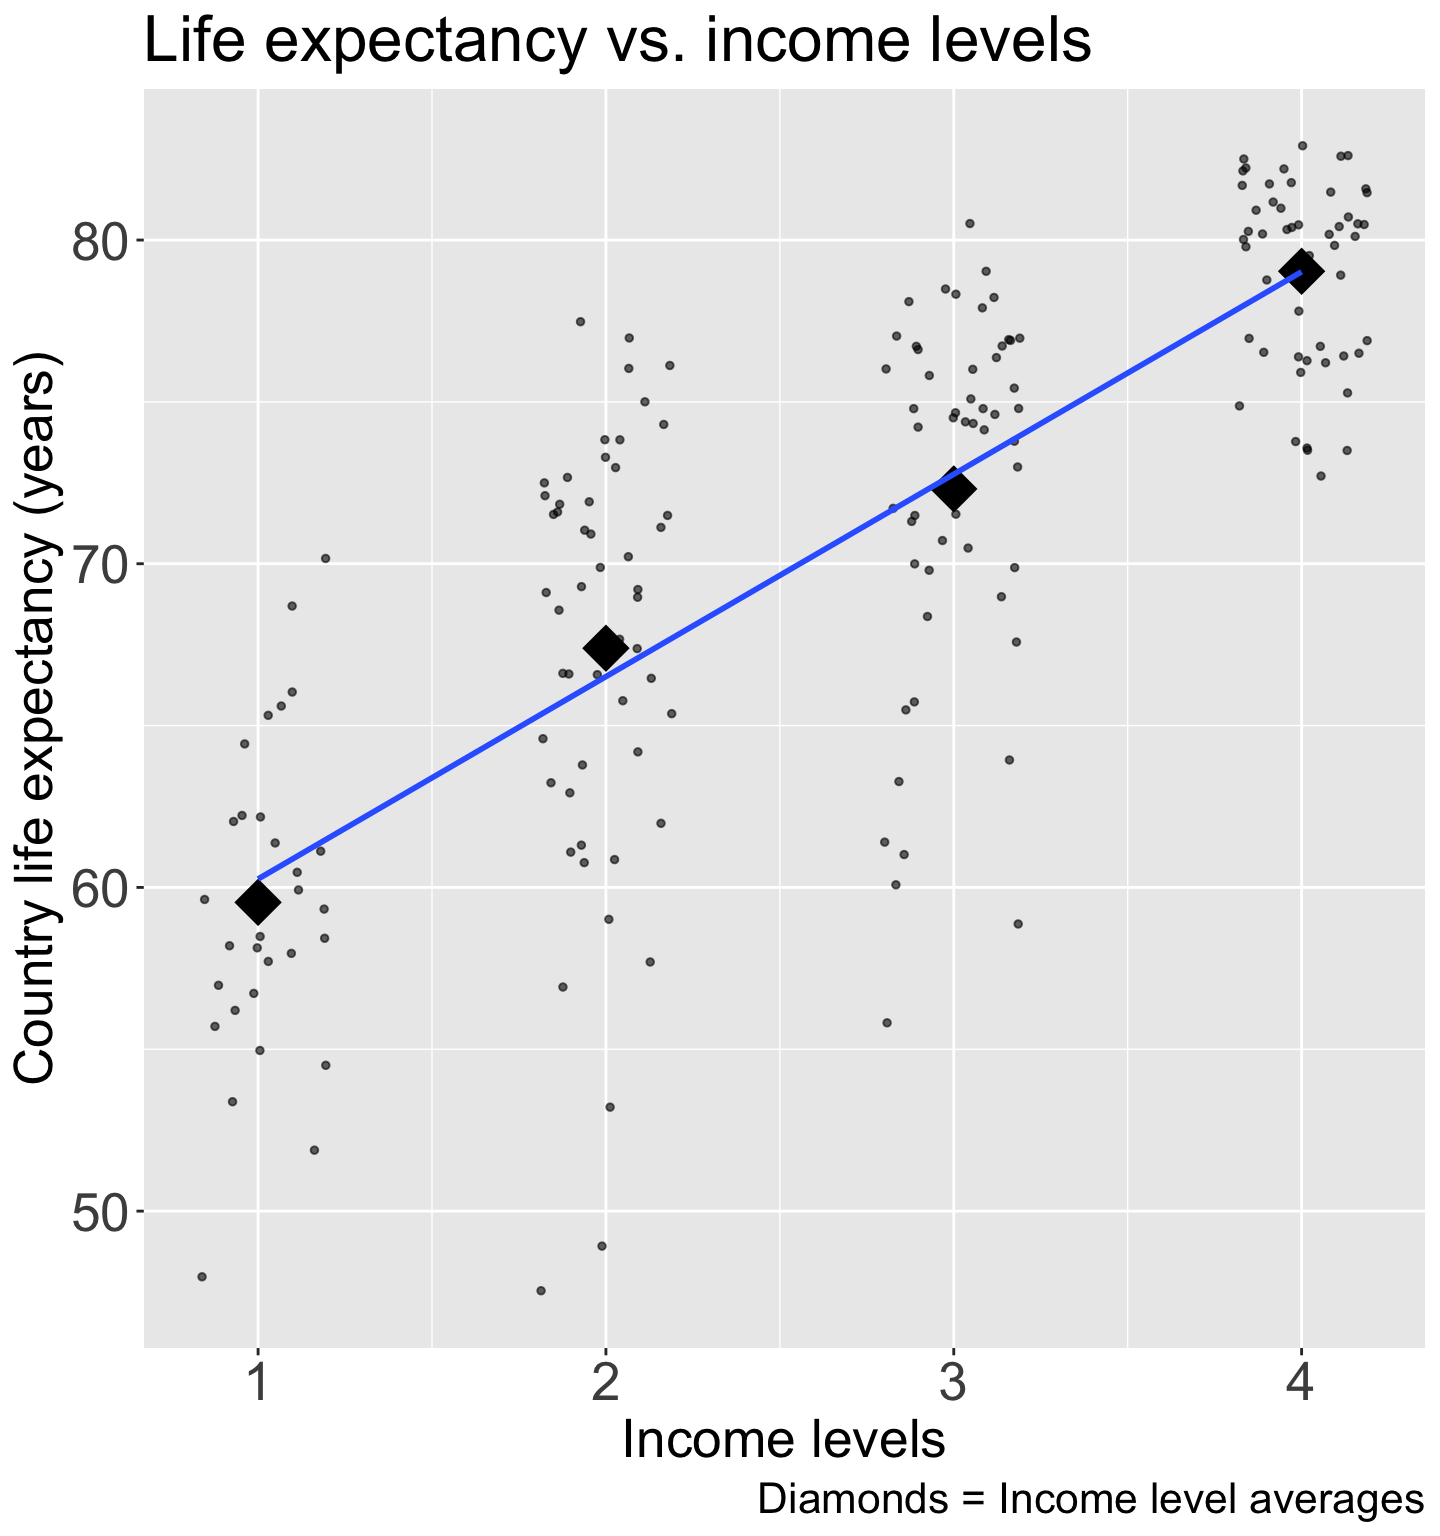 Life expectancy vs. income levels
Country life expectancy (years)
80
70
60
50
1 2 3 4
Income levels
Diamonds = Income level averages